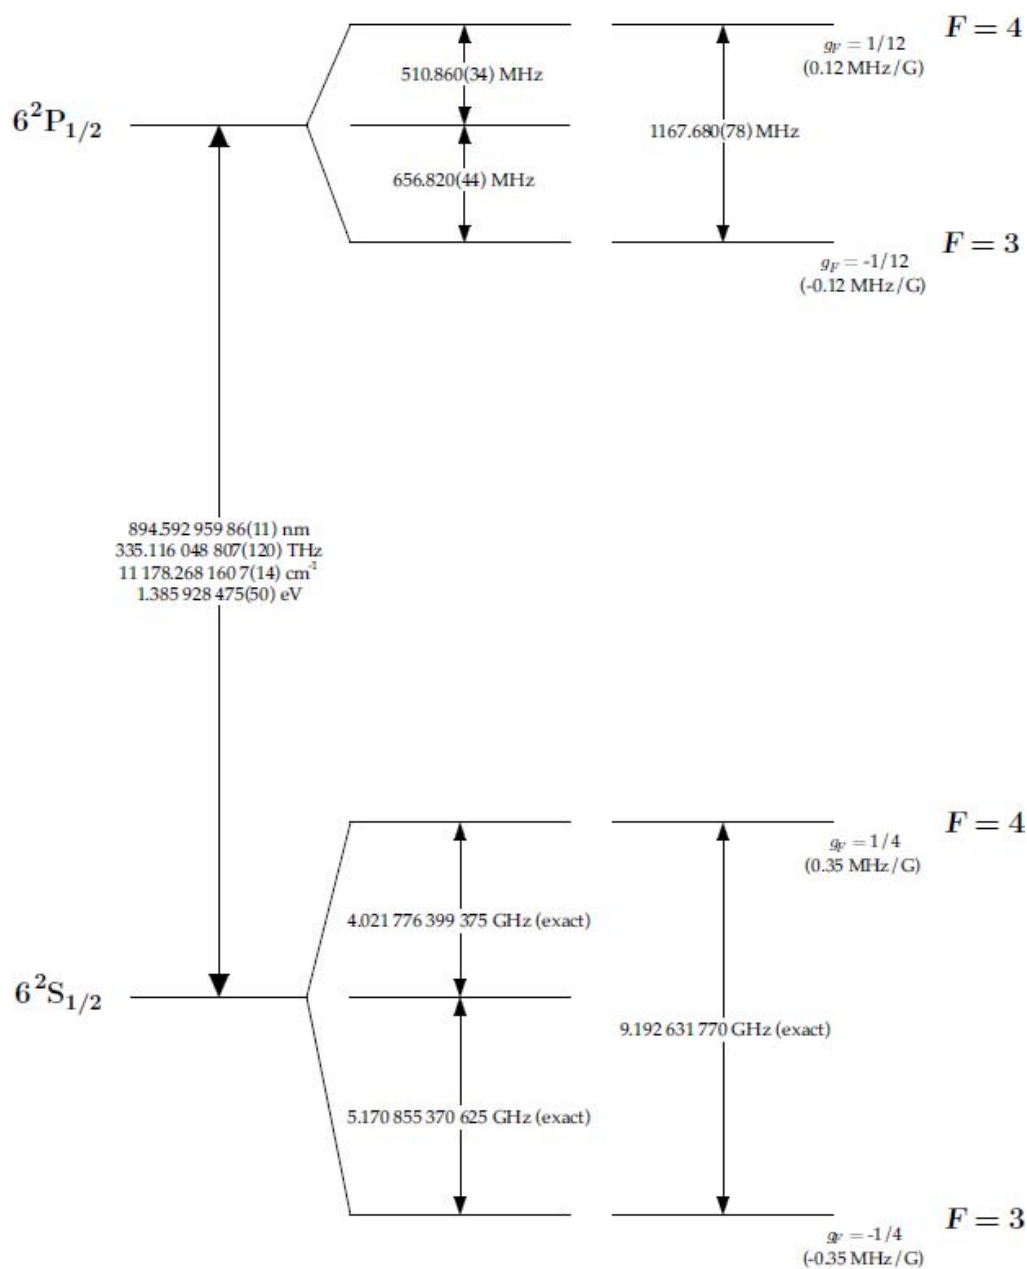 F = 4
g_F = 1/12
(0.12 MHz/G)
510.860(34) MHz
6²P₁/₂
1167.680(78) MHz
656.820(44) MHz
F = 3
g_F = -1/12
(-0.12 MHz/G)
894.592 959 86(11) nm
335.116 048 807(120) THz
11 178.268 160 7(14) cm⁻¹
1.385 928 475(50) eV
F = 4
g_F = 1/4
(0.35 MHz/G)
4.021 776 399 375 GHz (exact)
6²S₁/₂
9.192 631 770 GHz (exact)
5.170 855 370 625 GHz (exact)
F = 3
g_F = -1/4
(-0.35 MHz/G)